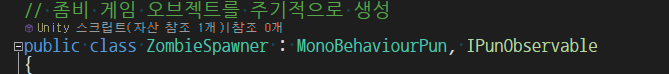 // 좀비 게임 오브젝트를 주기적으로 생성
Unity 스크립트(자산 참조 1개)|참조 0개
public class ZombieSpawner : MonoBehaviourPun, IPunObservable
{